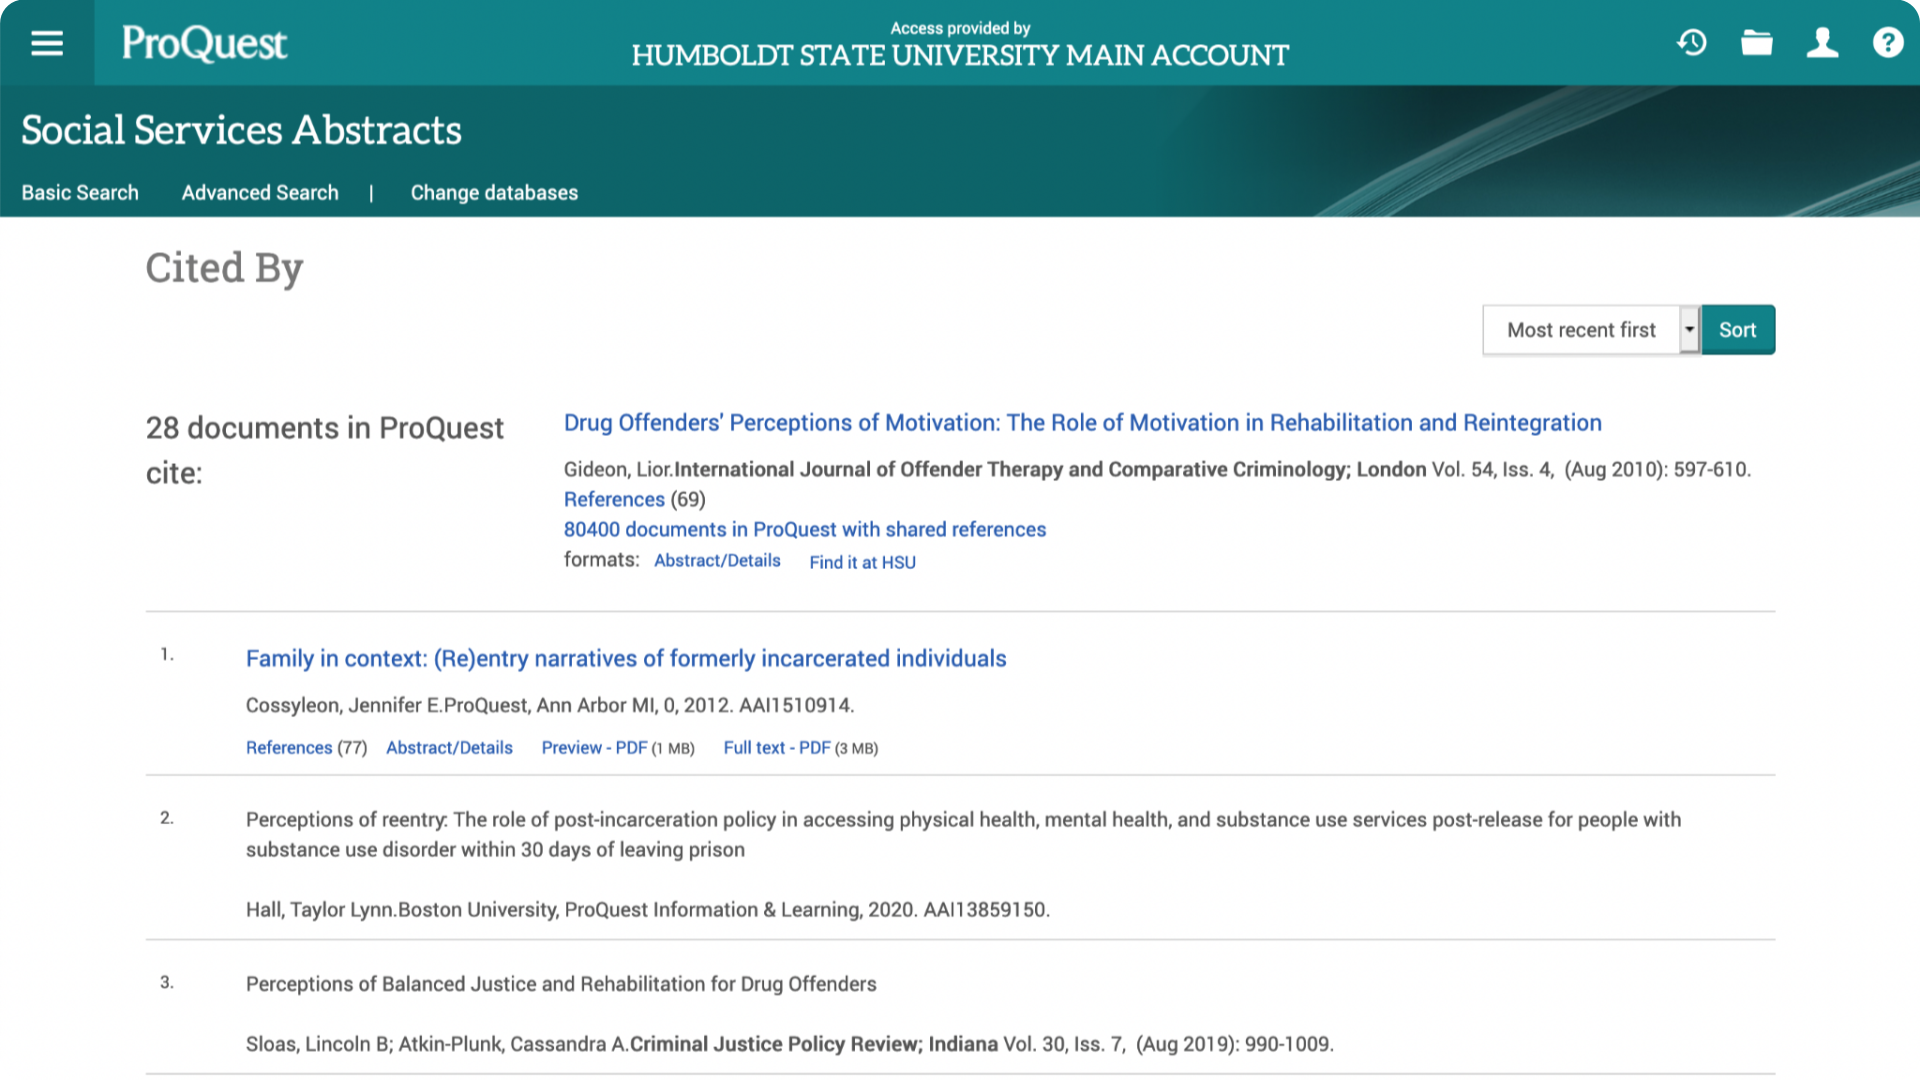 ProQuest
Access provided by
HUMBOLDT STATE UNIVERSITY MAIN ACCOUNT
?
Social Services Abstracts
Basic Search Advanced Search | Change databases
Cited By
Most recent first Sort
28 documents in ProQuest
cite:
Drug Offenders' Perceptions of Motivation: The Role of Motivation in Rehabilitation and Reintegration
Gideon, Lior.International Journal of Offender Therapy and Comparative Criminology; London Vol. 54, Iss. 4, (Aug 2010): 597-610.
References (69)
80400 documents in ProQuest with shared references
formats: Abstract/Details Find it at HSU
1. Family in context: (Re)entry narratives of formerly incarcerated individuals
Cossyleon, Jennifer E.ProQuest, Ann Arbor MI, 0, 2012. AAI1510914.
References (77) Abstract/Details Preview - PDF (1 MB) Full text - PDF (3 MB)
2. Perceptions of reentry: The role of post-incarceration policy in accessing physical health, mental health, and substance use services post-release for people with
substance use disorder within 30 days of leaving prison
Hall, Taylor Lynn.Boston University, ProQuest Information & Learning, 2020. AAI13859150.
3. Perceptions of Balanced Justice and Rehabilitation for Drug Offenders
Sloas, Lincoln B; Atkin-Plunk, Cassandra A.Criminal Justice Policy Review; Indiana Vol. 30, Iss. 7, (Aug 2019): 990-1009.